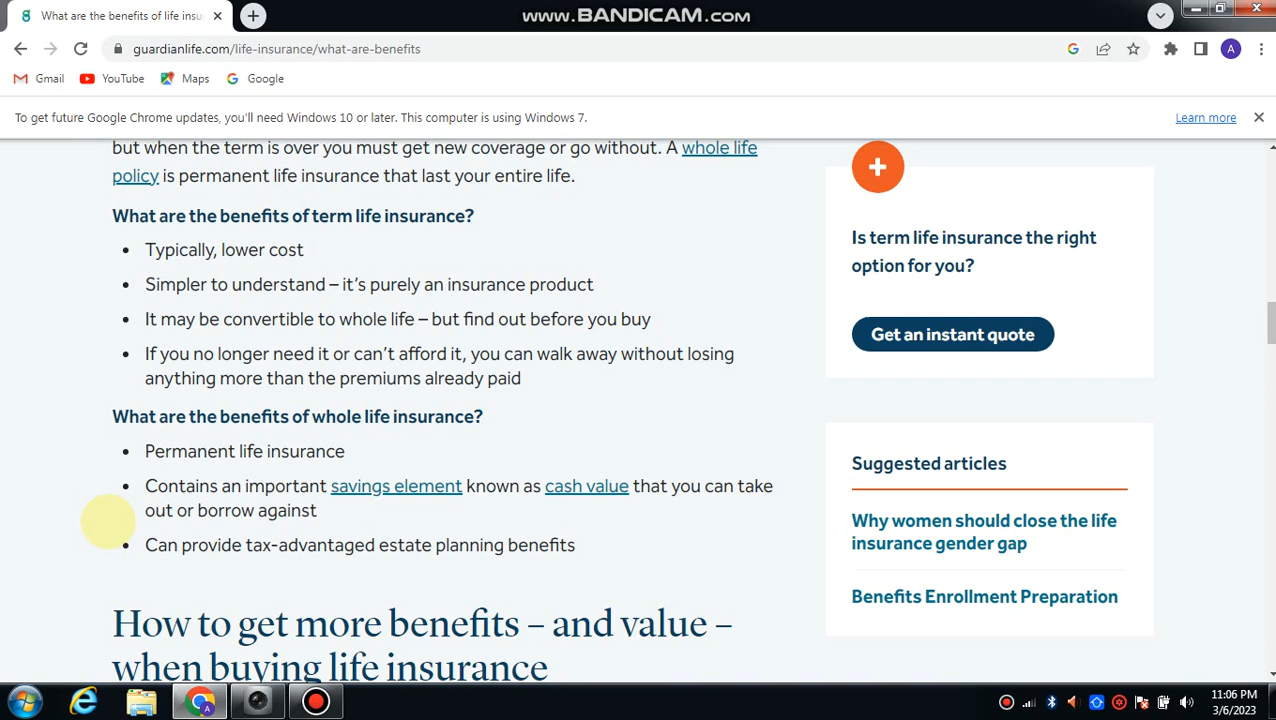 What are the benefits of life insu
www.BANDICAM.com
guardianlife.com/life-insurance/what-are-benefits
A
Gmail
YouTube
Maps
Google
To get future Google Chrome updates, you'll need Windows 10 or later. This computer is using Windows 7.
Learn more
but when the term is over you must get new coverage or go without. A whole life
policy is permanent life insurance that last your entire life.
What are the benefits of term life insurance?
• Typically, lower cost
• Simpler to understand – it’s purely an insurance product
• It may be convertible to whole life – but find out before you buy
• If you no longer need it or can’t afford it, you can walk away without losing
anything more than the premiums already paid
What are the benefits of whole life insurance?
• Permanent life insurance
• Contains an important savings element known as cash value that you can take
out or borrow against
• Can provide tax-advantaged estate planning benefits
How to get more benefits – and value –
when buying life insurance
Is term life insurance the right
option for you?
Get an instant quote
Suggested articles
Why women should close the life
insurance gender gap
Benefits Enrollment Preparation
A
11:06 PM
3/6/2023